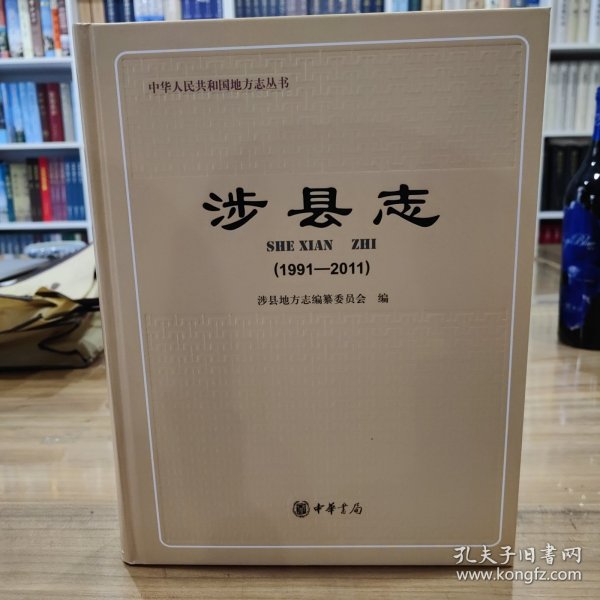 中华人民共和国地方志丛书
涉县志
SHE XIAN ZHI
(1991—2011)
涉县地方志编纂委员会 编
中華書局
孔夫子旧书网
www.kongfz.com